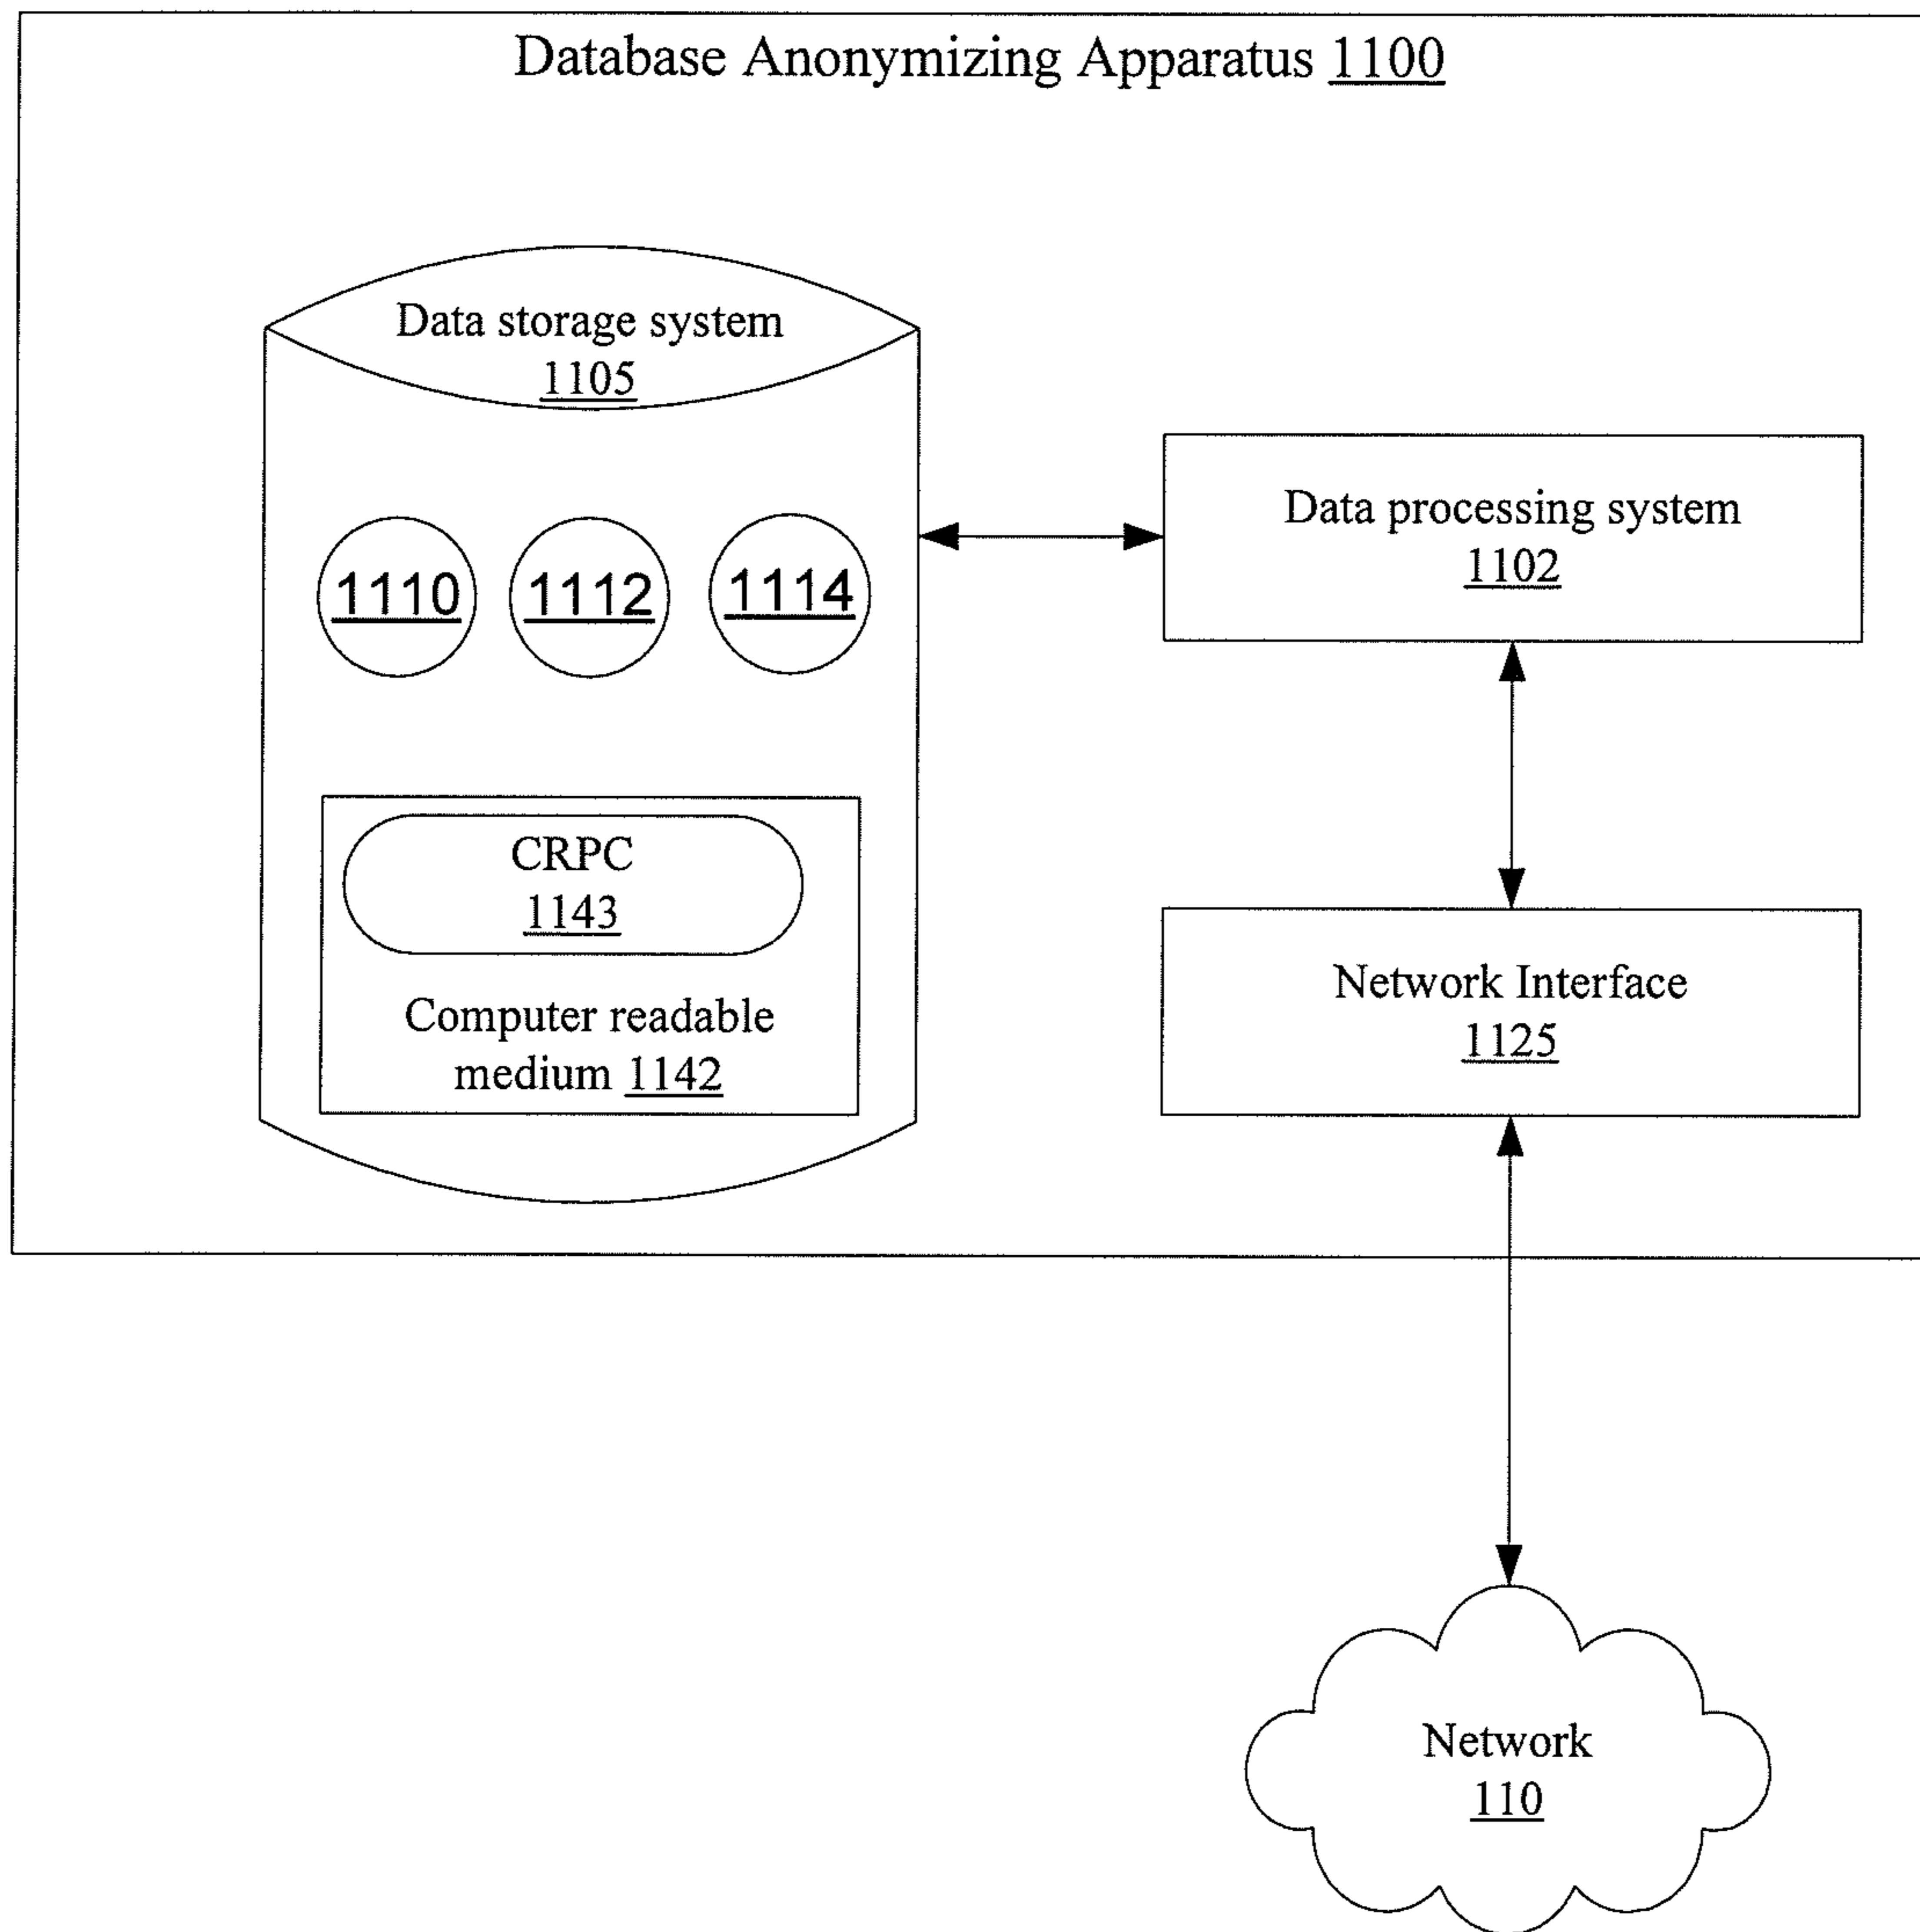 Database Anonymizing Apparatus 1100
Data storage system
1105
1110 1112 1114
CRPC
1143
Computer readable
medium 1142
Data processing system
1102
Network Interface
1125
Network
110